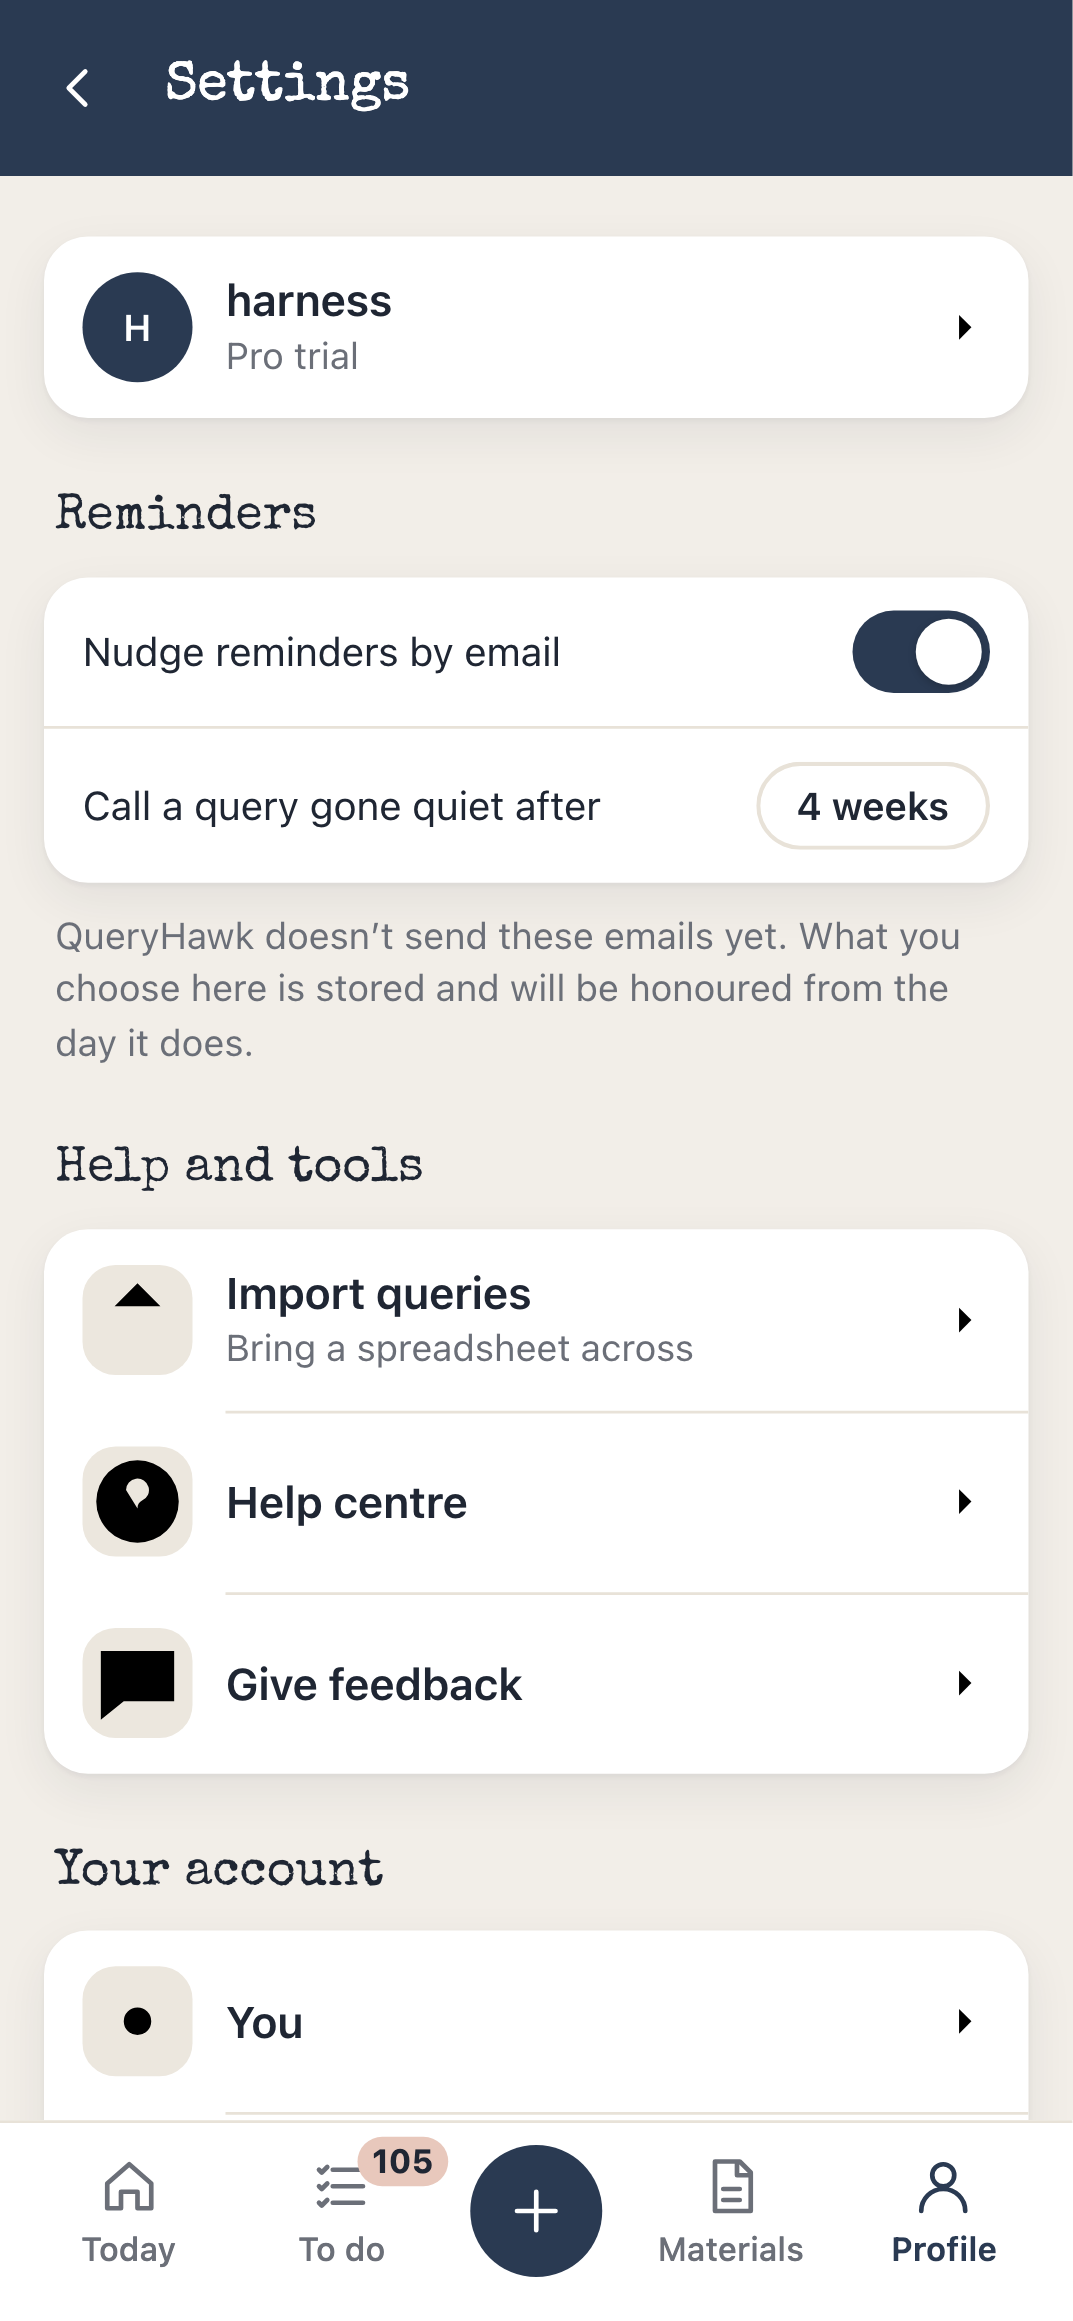 Settings
H
harness
Pro trial
Reminders
Nudge reminders by email
Call a query gone quiet after
4 weeks
QueryHawk doesn’t send these emails yet. What you
choose here is stored and will be honoured from the
day it does.
Help and tools
Import queries
Bring a spreadsheet across
Help centre
Give feedback
Your account
You
105
Today
To do
Materials
Profile